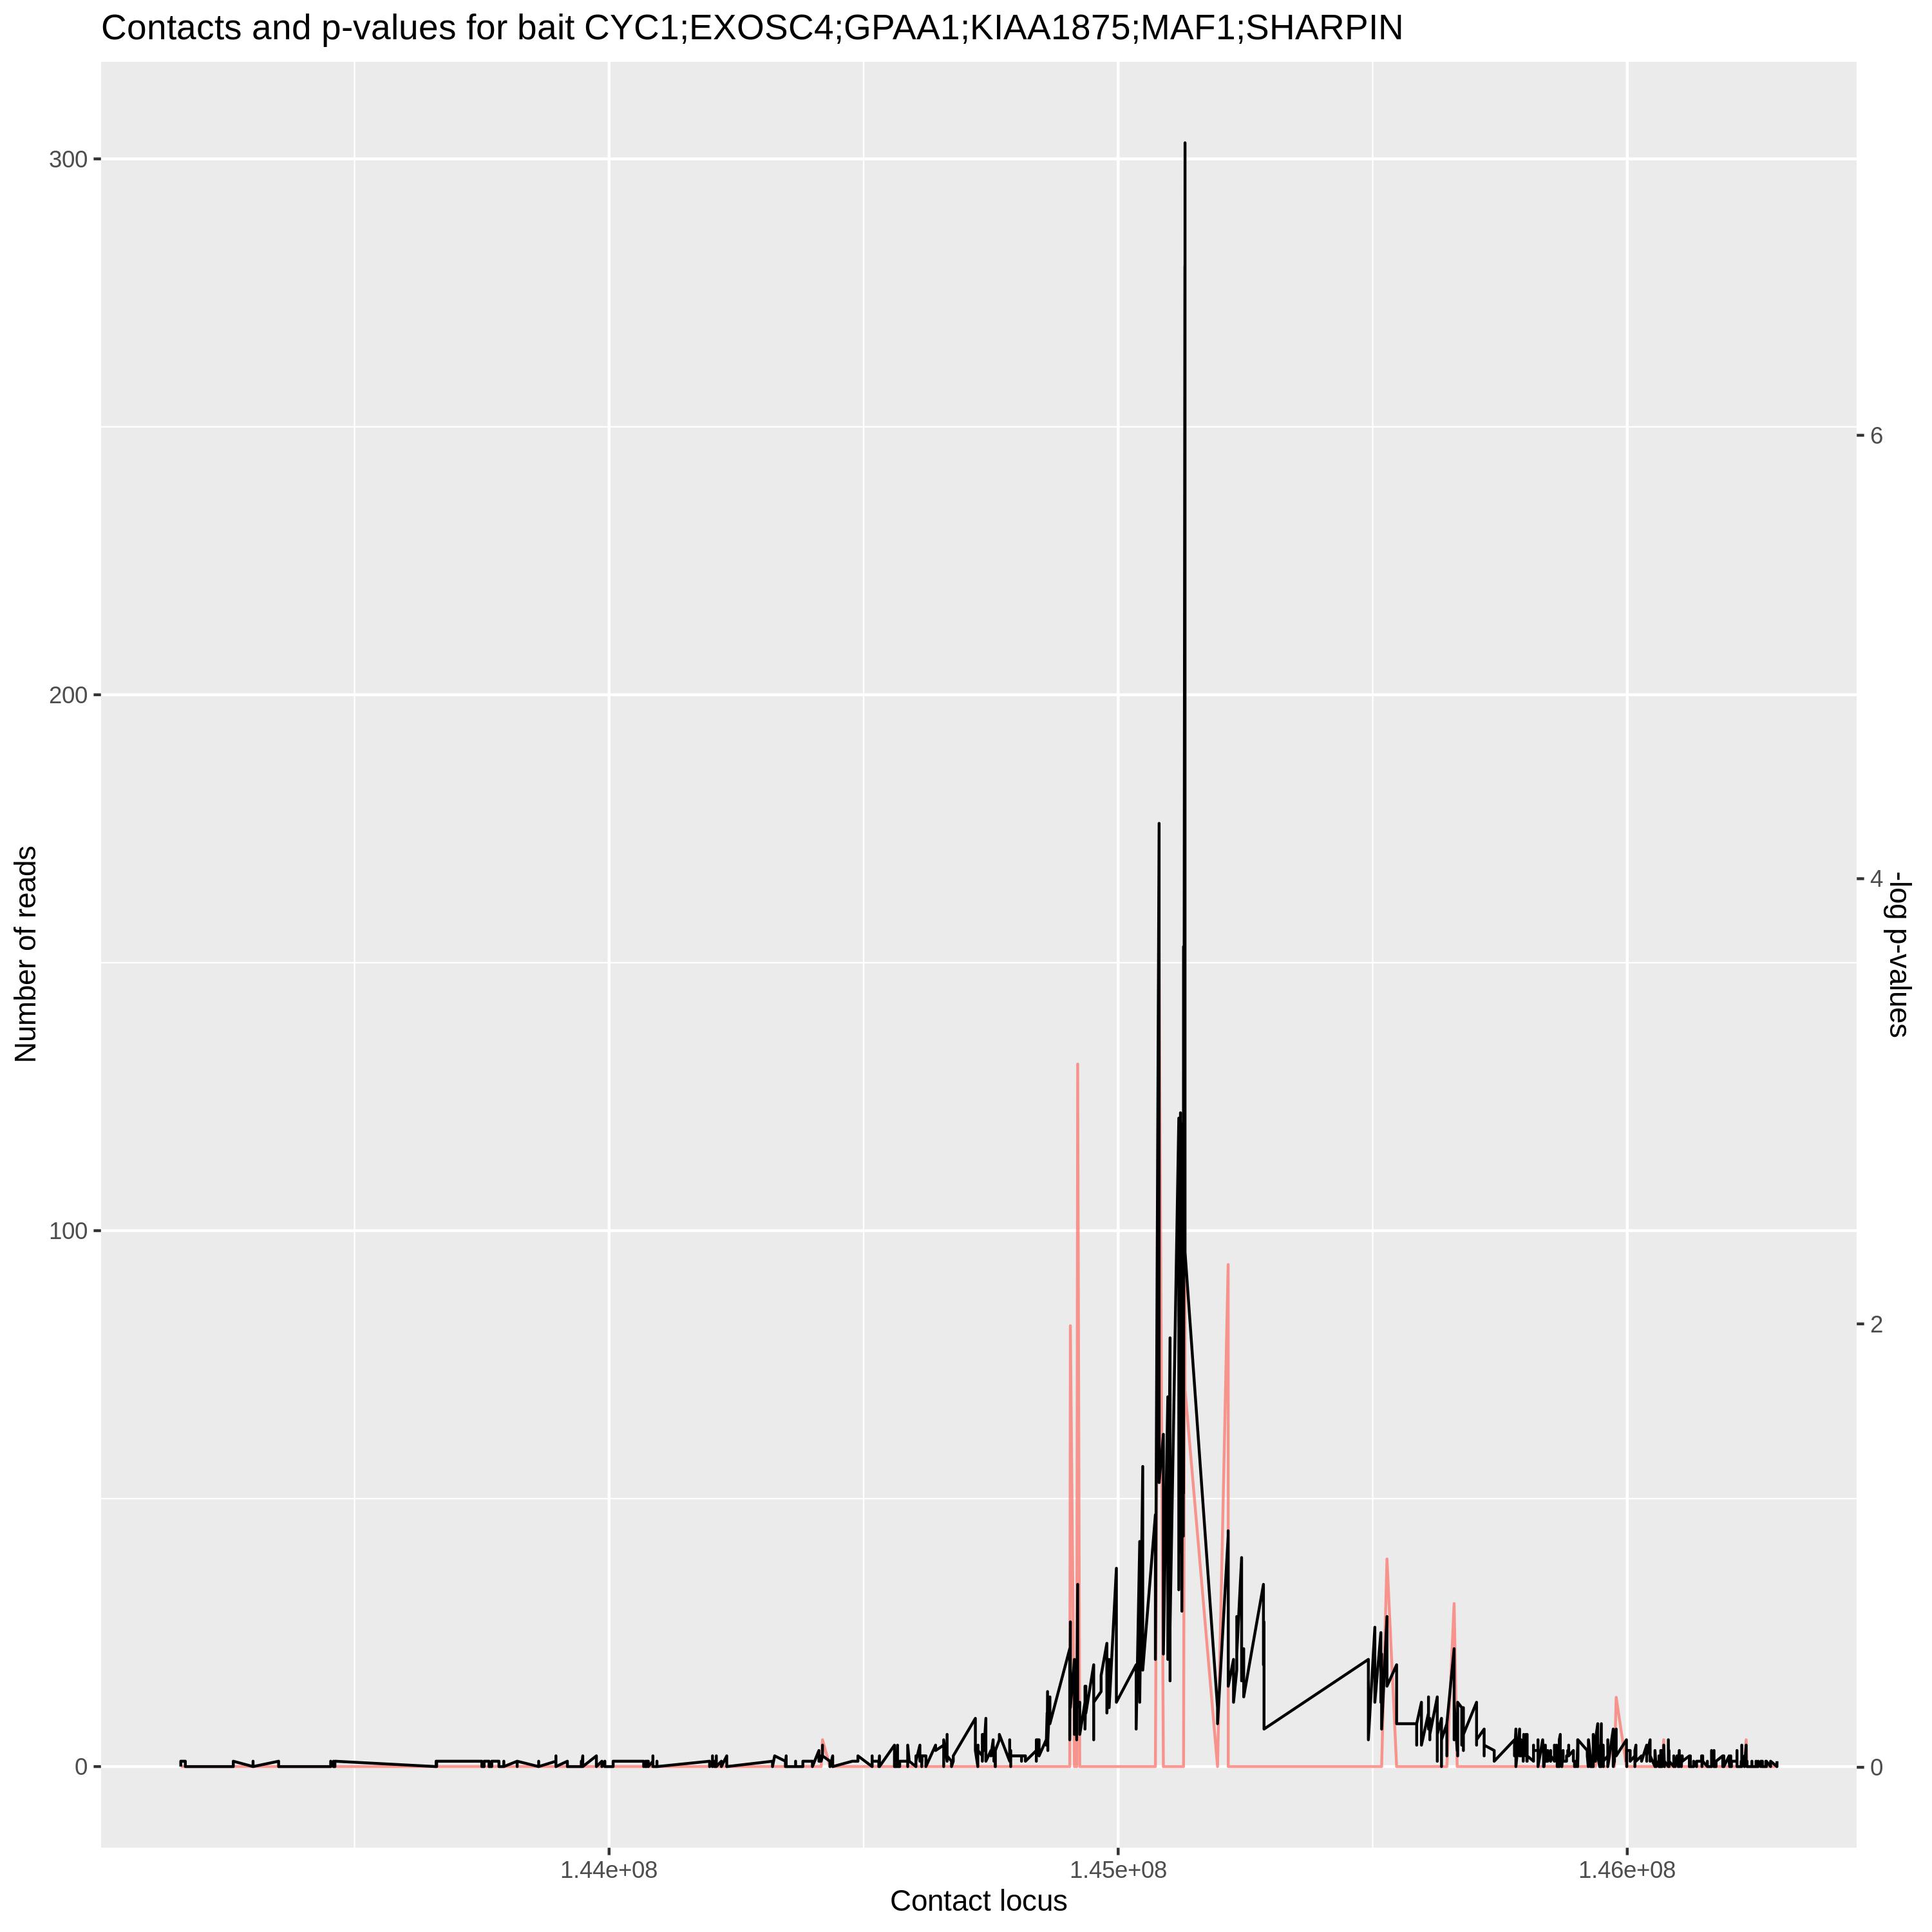 Contacts and p-values for bait CYC1;EXOSC4;GPAA1;KIAA1875;MAF1;SHARPIN
300
200
100
0
Number of reads
6
4
2
0
-log p-values
1.44e+08
1.45e+08
1.46e+08
Contact locus